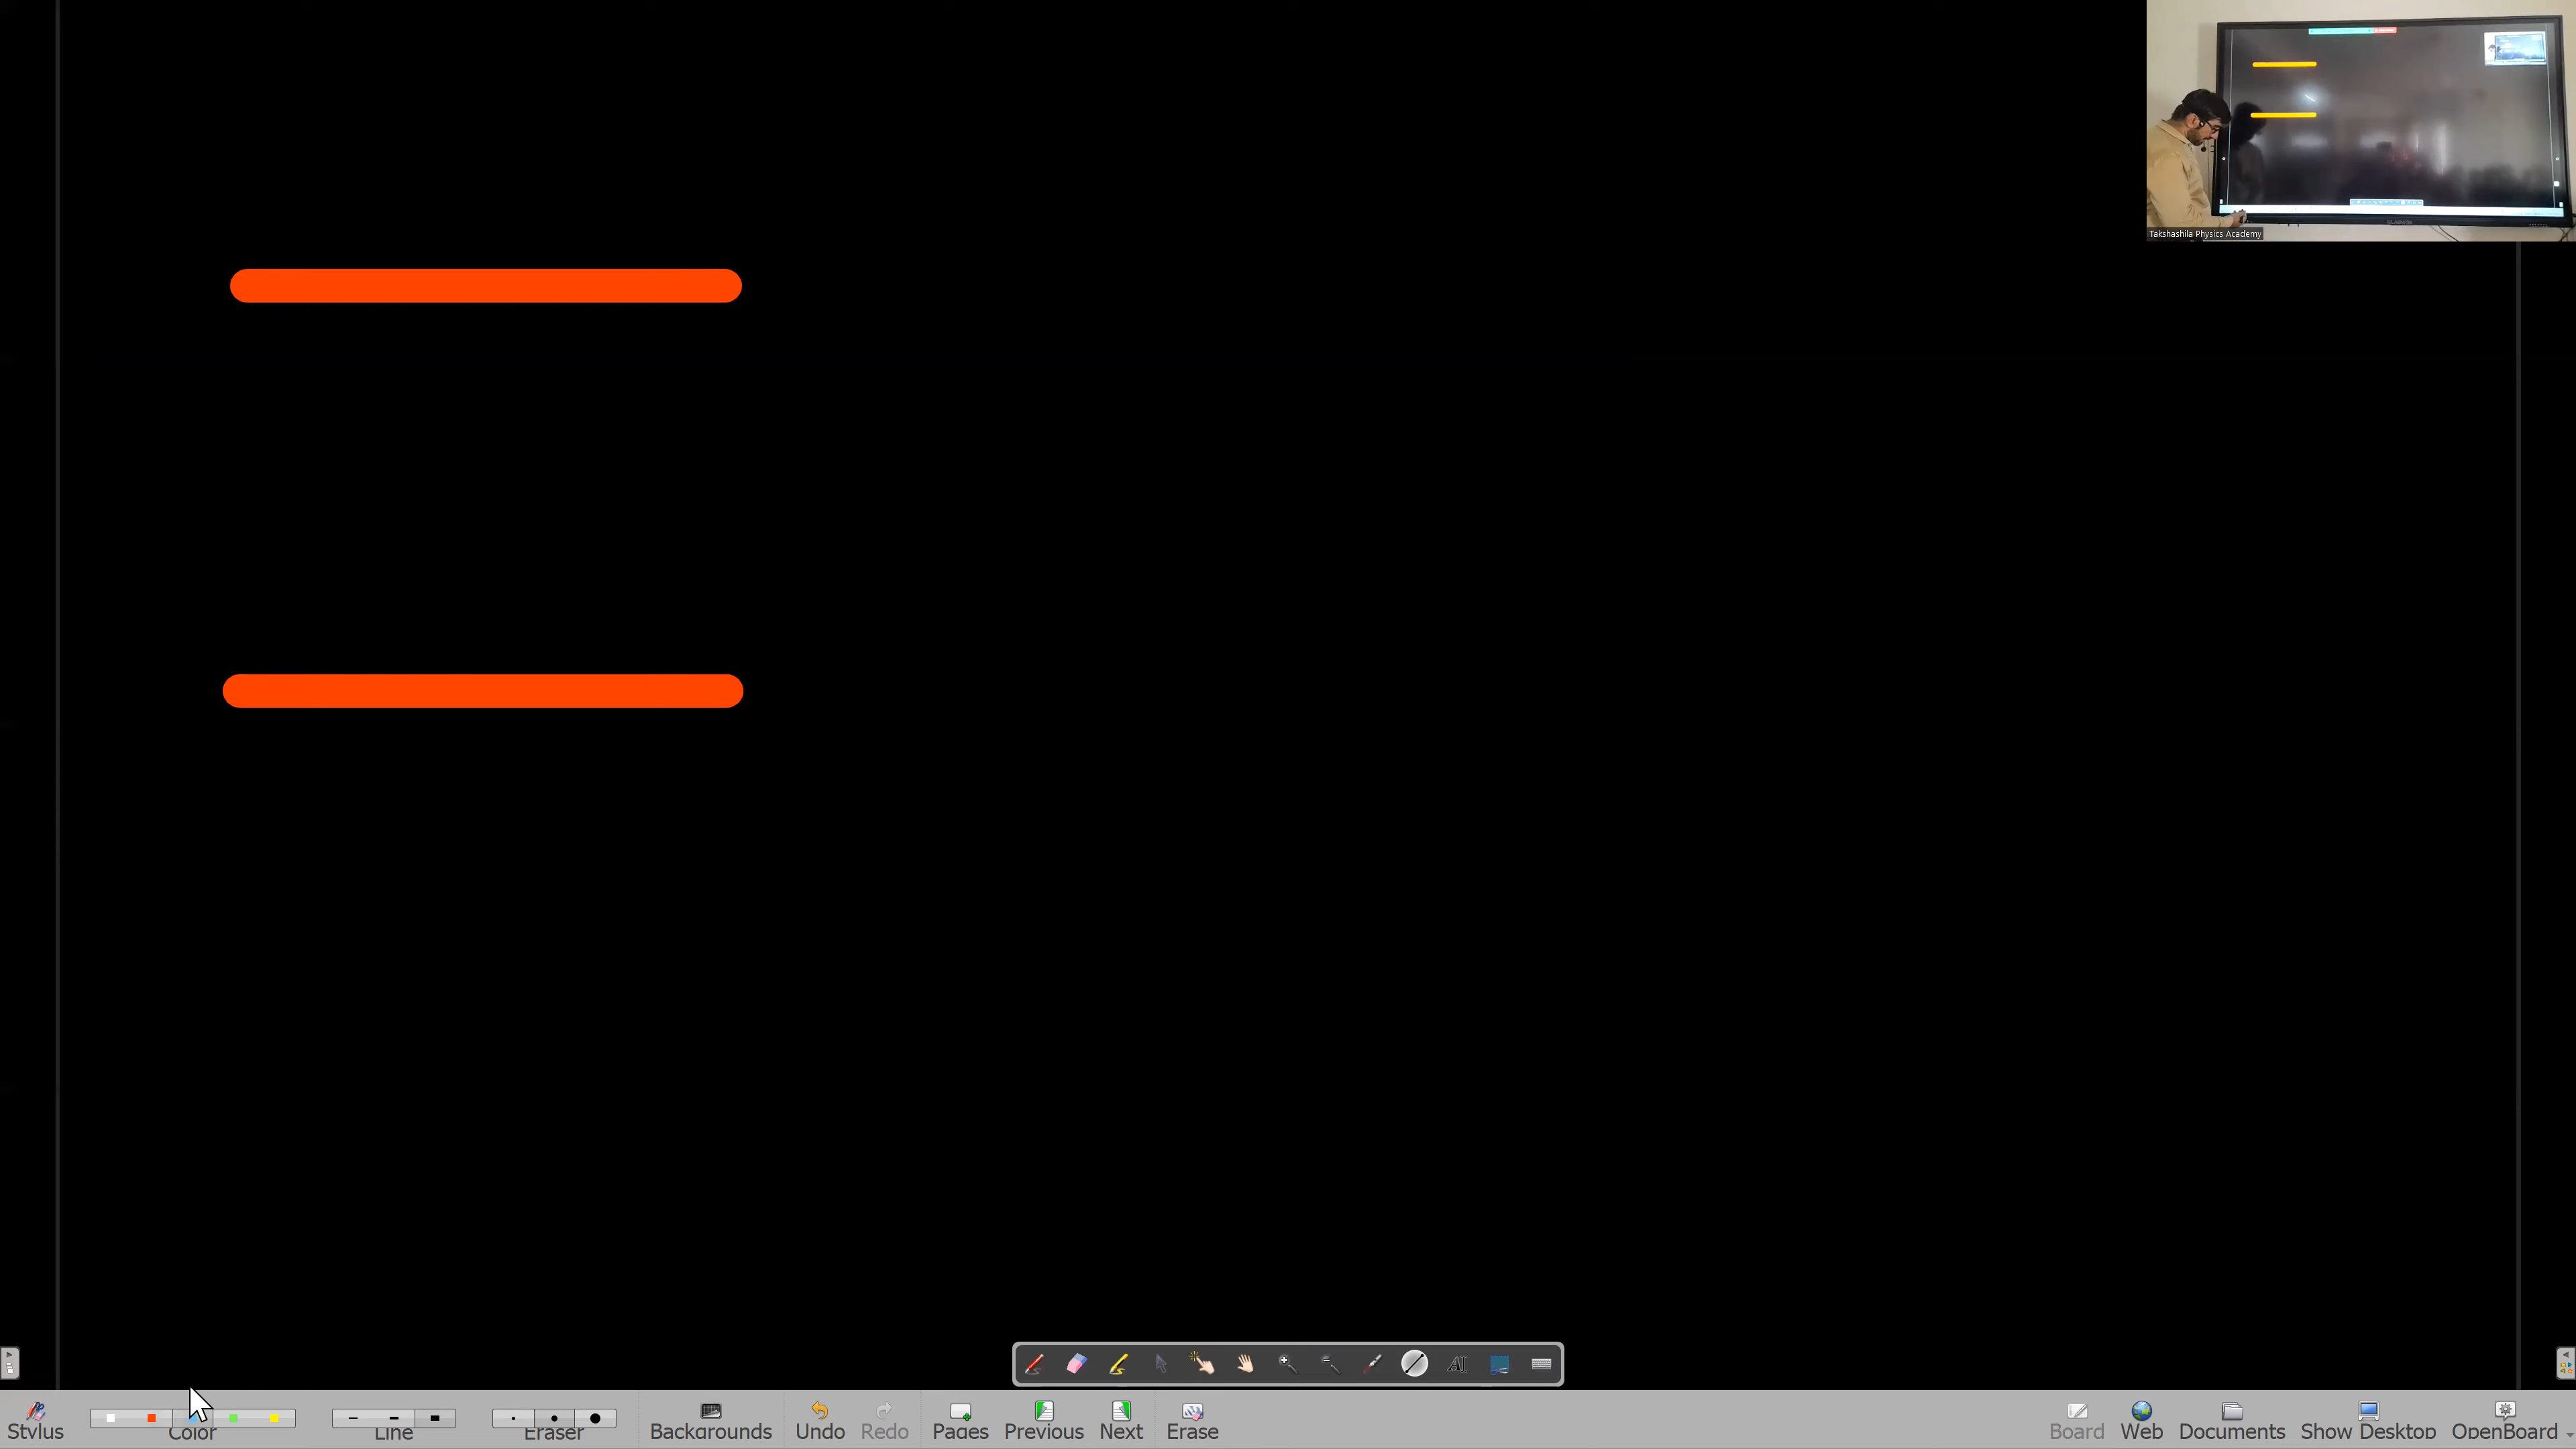 Takshashila Physics Academy
AI
Stylus
Color
Line
Eraser
Backgrounds
Undo
Redo
Pages
Previous
Next
Erase
Board
Web
Documents
Show Desktop
OpenBoard